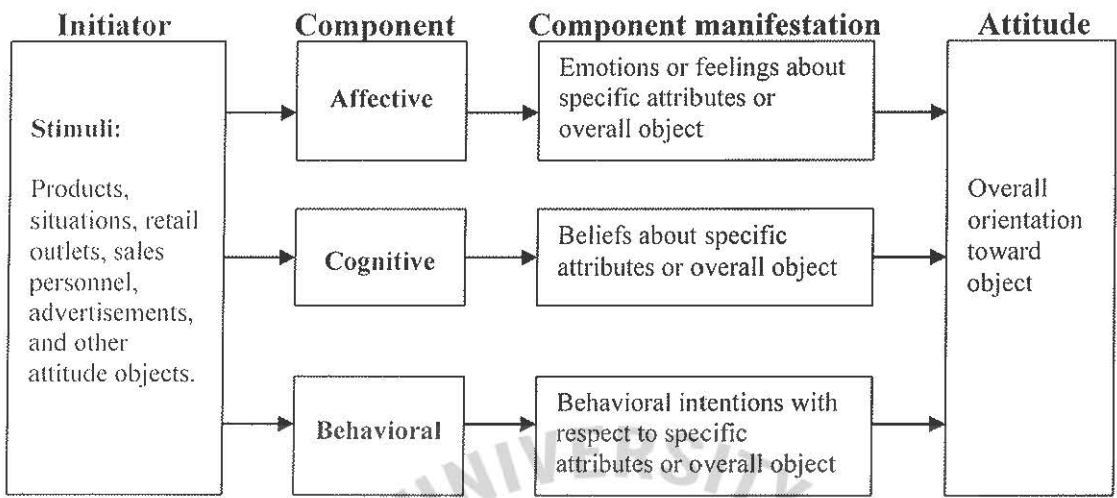 Initiator
Component
Component manifestation
Attitude
Stimuli:
Products,
situations, retail
outlets, sales
personnel,
advertisements,
and other
attitude objects.
Affective
Emotions or feelings about
specific attributes or
overall object
Cognitive
Beliefs about specific
attributes or overall object
Behavioral
Behavioral intentions with
respect to specific
attributes or overall object
Overall
orientation
toward
object
UNIVERSITY